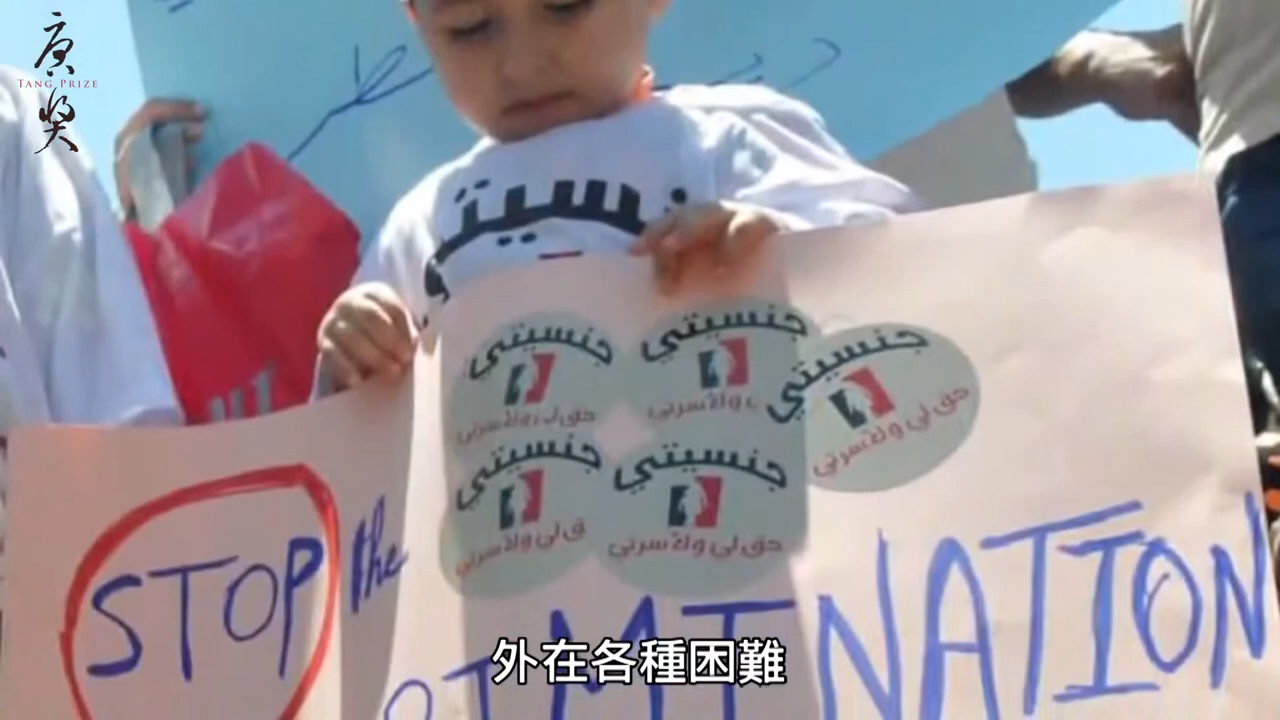 唐
TANG PRIZE
奖
جنسيتي
جنسيتي
حق لي ولأسرتي
جنسيتي
ولأسرتي
جنسيتي
حق لي ولأسرتي
جنسيتي
لي ولأسرتي
جنسيتي
حق لي ولأسرتي
STOP the
NATION
外在各種困難